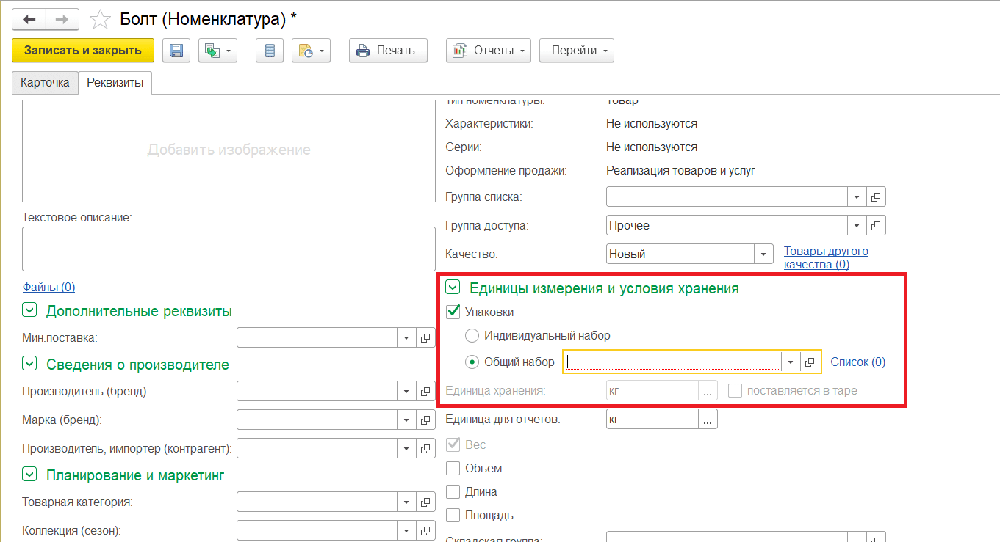 Болт (Номенклатура) *
Записать и закрыть
Печать
Отчеты
Перейти
Карточка
Реквизиты
Добавить изображение
Текстовое описание:
Файлы (0)
Дополнительные реквизиты
Мин.поставка:
Сведения о производителе
Производитель (бренд):
Марка (бренд):
Производитель, импортер (контрагент):
Планирование и маркетинг
Товарная категория:
Коллекция (сезон):
Тип номенклатуры: Товар
Характеристики: Не используются
Серии: Не используются
Оформление продажи: Реализация товаров и услуг
Группа списка:
Группа доступа: Прочее
Качество: Новый
Товары другого
качества (0)
Единицы измерения и условия хранения
Упаковки
Индивидуальный набор
Общий набор Список (0)
Единица хранения: кг ... поставляется в таре
Единица для отчетов: кг ...
Вес
Объем
Длина
Площадь
Складская группа: